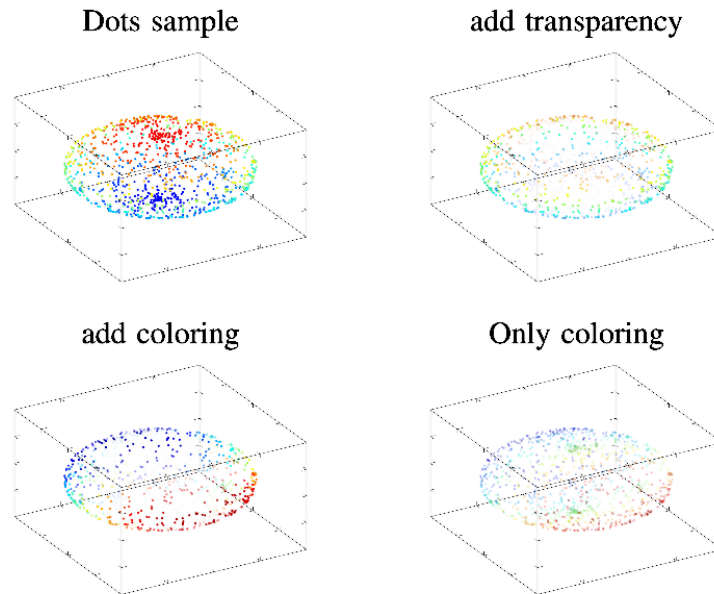 Dots sample
add transparency
add coloring
Only coloring